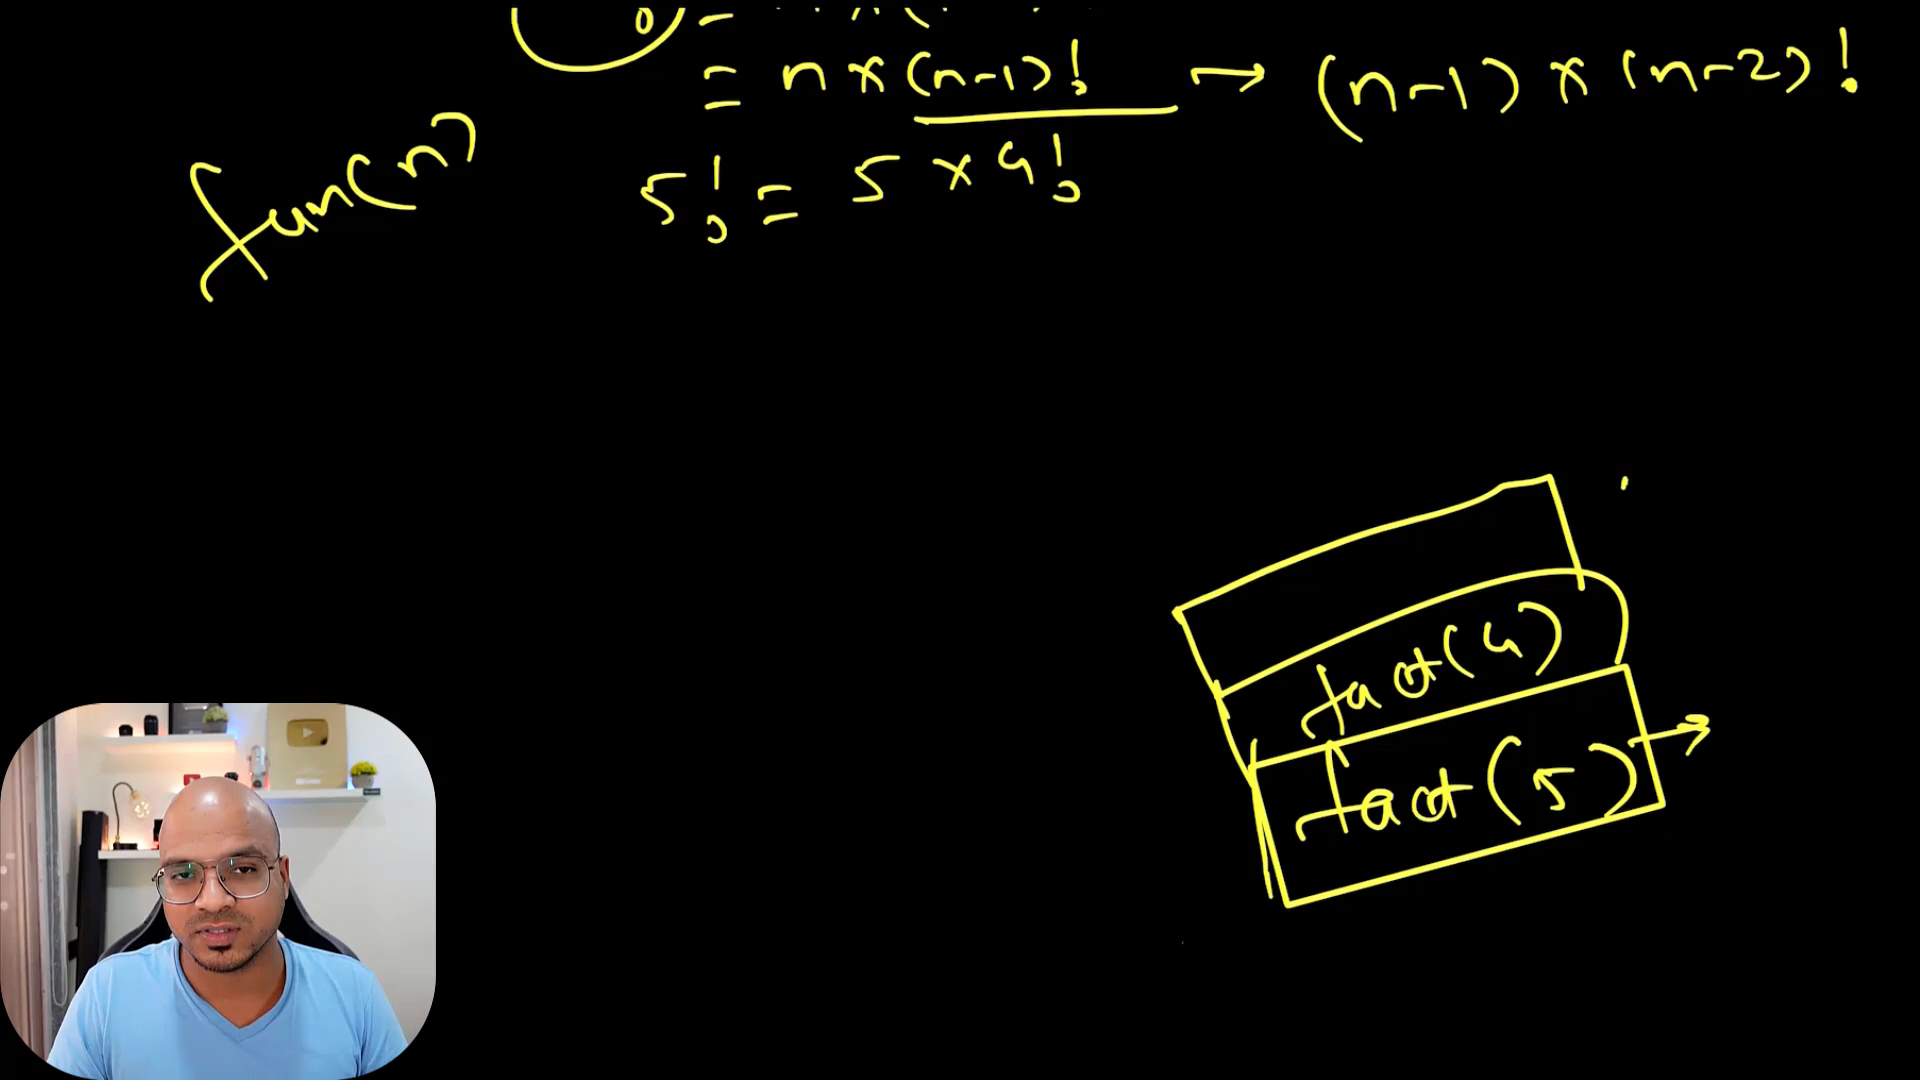 = n × (n-1)! → (n-1) × (n-2)!
fun(n)
5! = 5 × 4!
fact(4)
fact(5) →